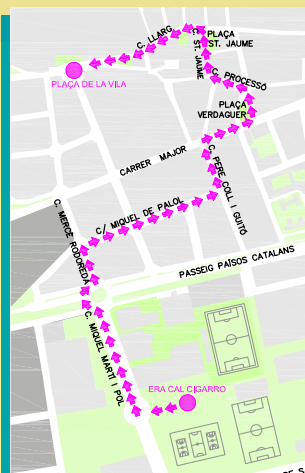 C. LLARG
PLAÇA
ST. JAUME
C. ST. JAUME
C. PROCESSÓ
PLAÇA DE LA VILA
PLAÇA
VERDAGUER
CARRER MAJOR
C. PERE COLL I GUITÓ
C/ MIQUEL DE PALOL
C. MERCÈ RODOREDA
PASSEIG PAÏSOS CATALANS
C. MIQUEL MARTÍ I POL
ERA CAL CIGARRO